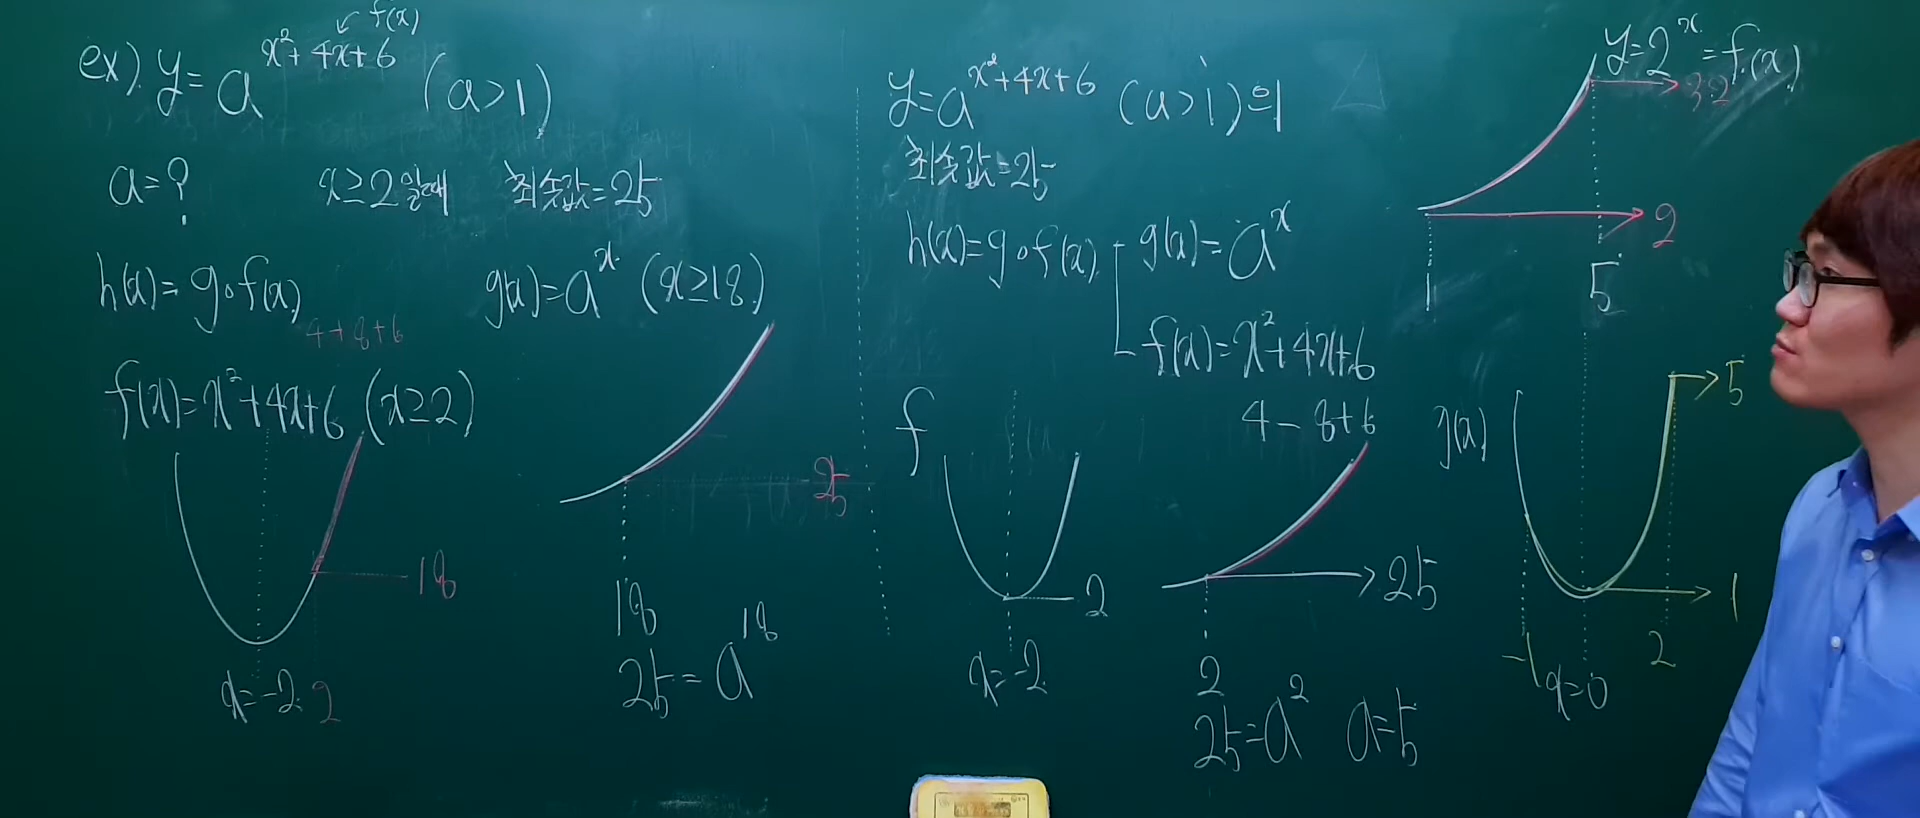 ex) y = a^{x²+4x+6} (a>1)
↙ f(x)
a=? x≥2 일때 최솟값=25
h(x)=g∘f(x) g(x)=a^x (x≥18)
4+8+6
f(x)=x²+4x+6 (x≥2)
18
x=-2 2
25
18
25=a^{18}
y=a^{x²+4x+6} (a>1)의
최솟값=25
h(x)=g∘f(x) g(x)=a^x
f(x)=x²+4x+6
4-8+6
f
2
x=-2
25
2
25=a² a=5
y=2^x=f(x)
32
2
1 5
g(x)
5
1
-1 x=0 2